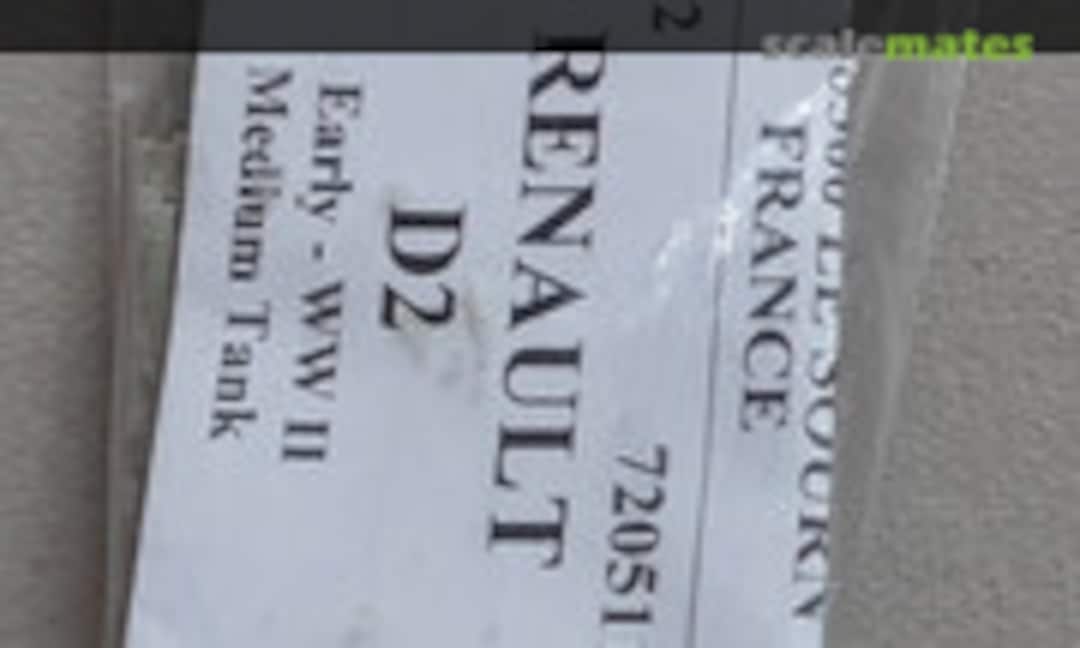 scalemates
FRANCE
72051
RENAULT
D2
Early - WW II
Medium Tank